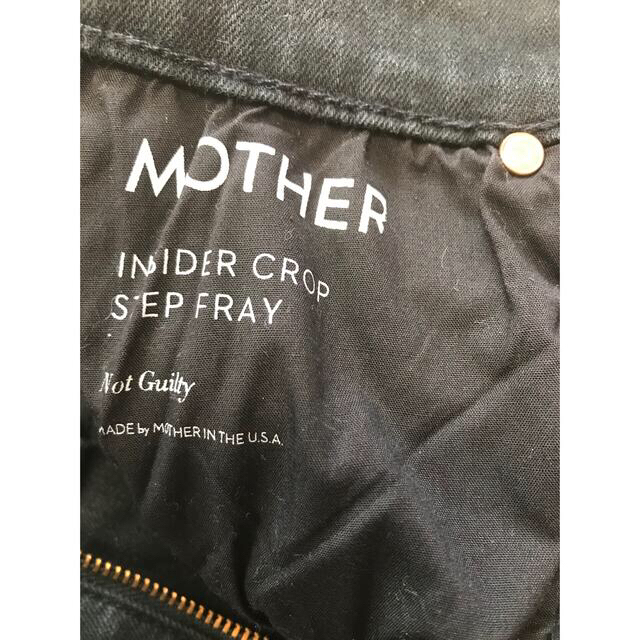 MOTHER
INSIDER CROP
STEP FRAY
Not Guilty
MADE by MOTHER IN THE U.S.A.